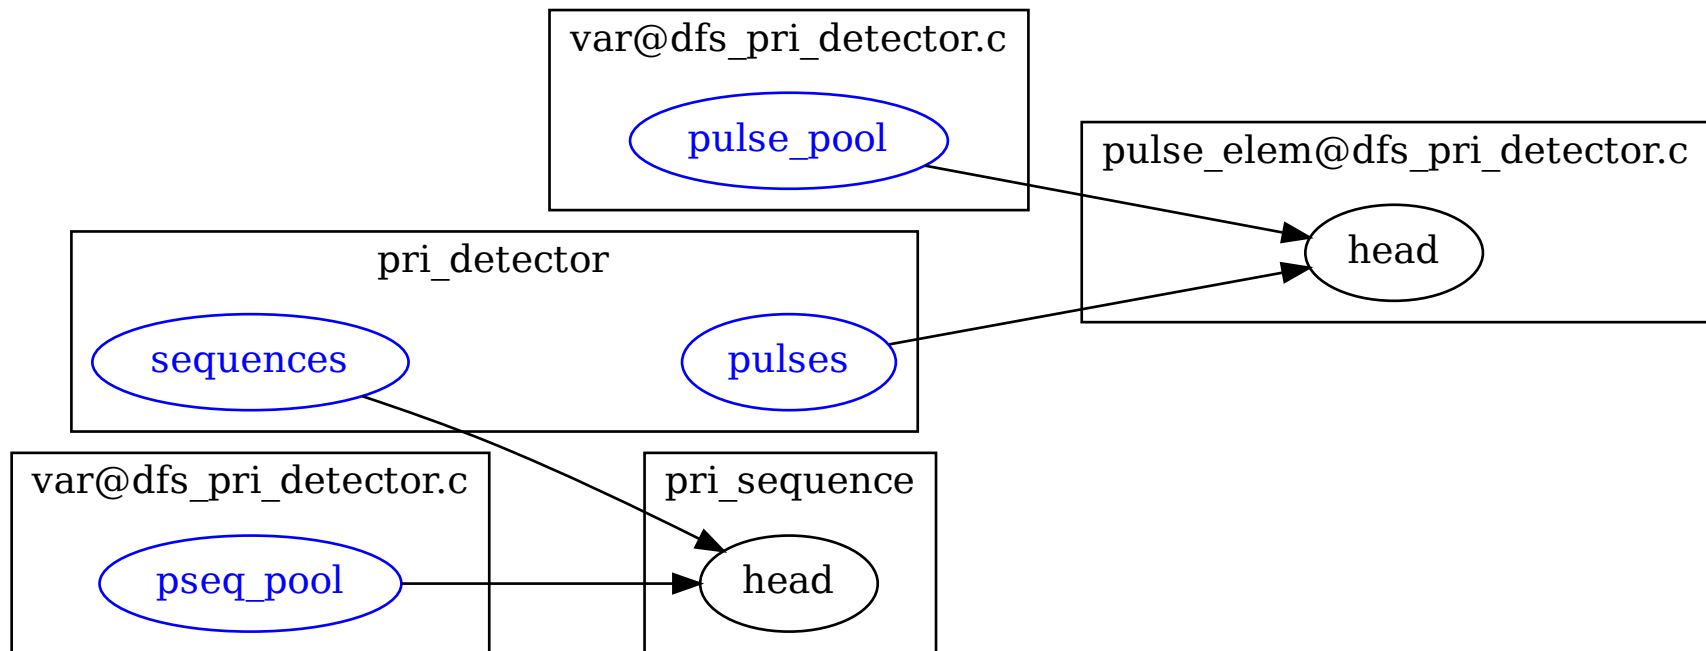 var@dfs_pri_detector.c
pulse_pool
pulse_elem@dfs_pri_detector.c
head
pri_detector
sequences
pulses
var@dfs_pri_detector.c
pseq_pool
pri_sequence
head